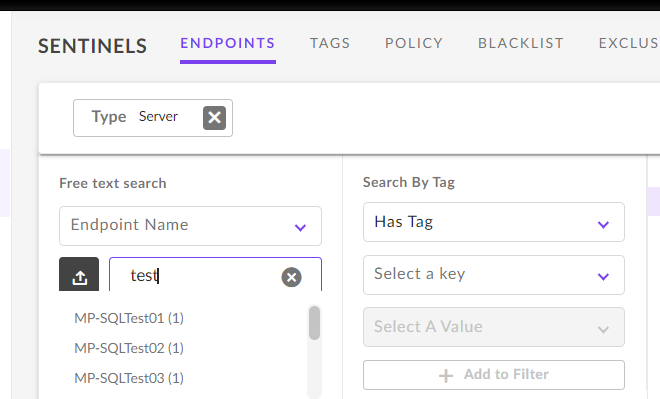 SENTINELS ENDPOINTS TAGS POLICY BLACKLIST EXCLUS
Type Server
Free text search
Endpoint Name
test
MP-SQLTest01 (1)
MP-SQLTest02 (1)
MP-SQLTest03 (1)
Search By Tag
Has Tag
Select a key
Select A Value
Add to Filter